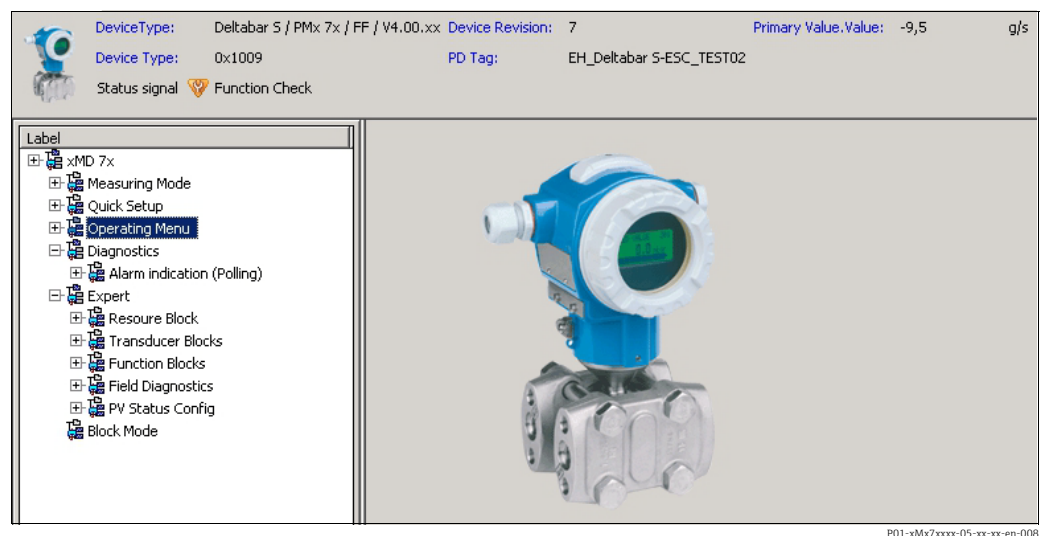 DeviceType: Deltabar S / PMx 7x / FF / V4.00.xx Device Revision: 7 Primary Value.Value: -9,5 g/s
Device Type: 0x1009 PD Tag: EH_Deltabar S-ESC_TEST02
Status signal Function Check
Label
xMD 7x
Measuring Mode
Quick Setup
Operating Menu
Diagnostics
Alarm indication (Polling)
Expert
Resoure Block
Transducer Blocks
Function Blocks
Field Diagnostics
PV Status Config
Block Mode
P01-xMx7xxxx-05-xx-xx-en-008